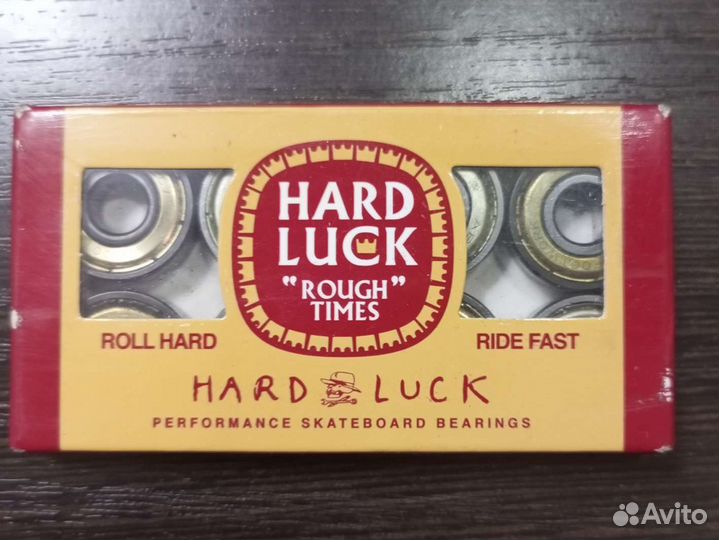 HARD
LUCK
"ROUGH"
TIMES
ROLL HARD
RIDE FAST
HARD LUCK
PERFORMANCE SKATEBOARD BEARINGS
Avito